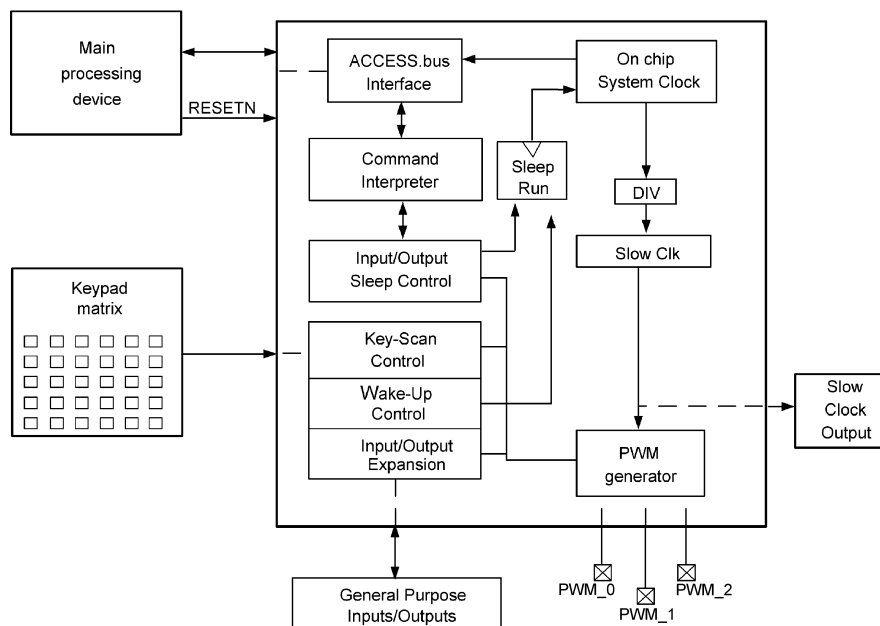 Main
processing
device
RESETN
ACCESS.bus
Interface
On chip
System Clock
Command
Interpreter
Sleep
Run
DIV
Input/Output
Sleep Control
Slow Clk
Keypad
matrix
Key-Scan
Control
Wake-Up
Control
Input/Output
Expansion
PWM
generator
Slow
Clock
Output
PWM_0
PWM_1
PWM_2
General Purpose
Inputs/Outputs